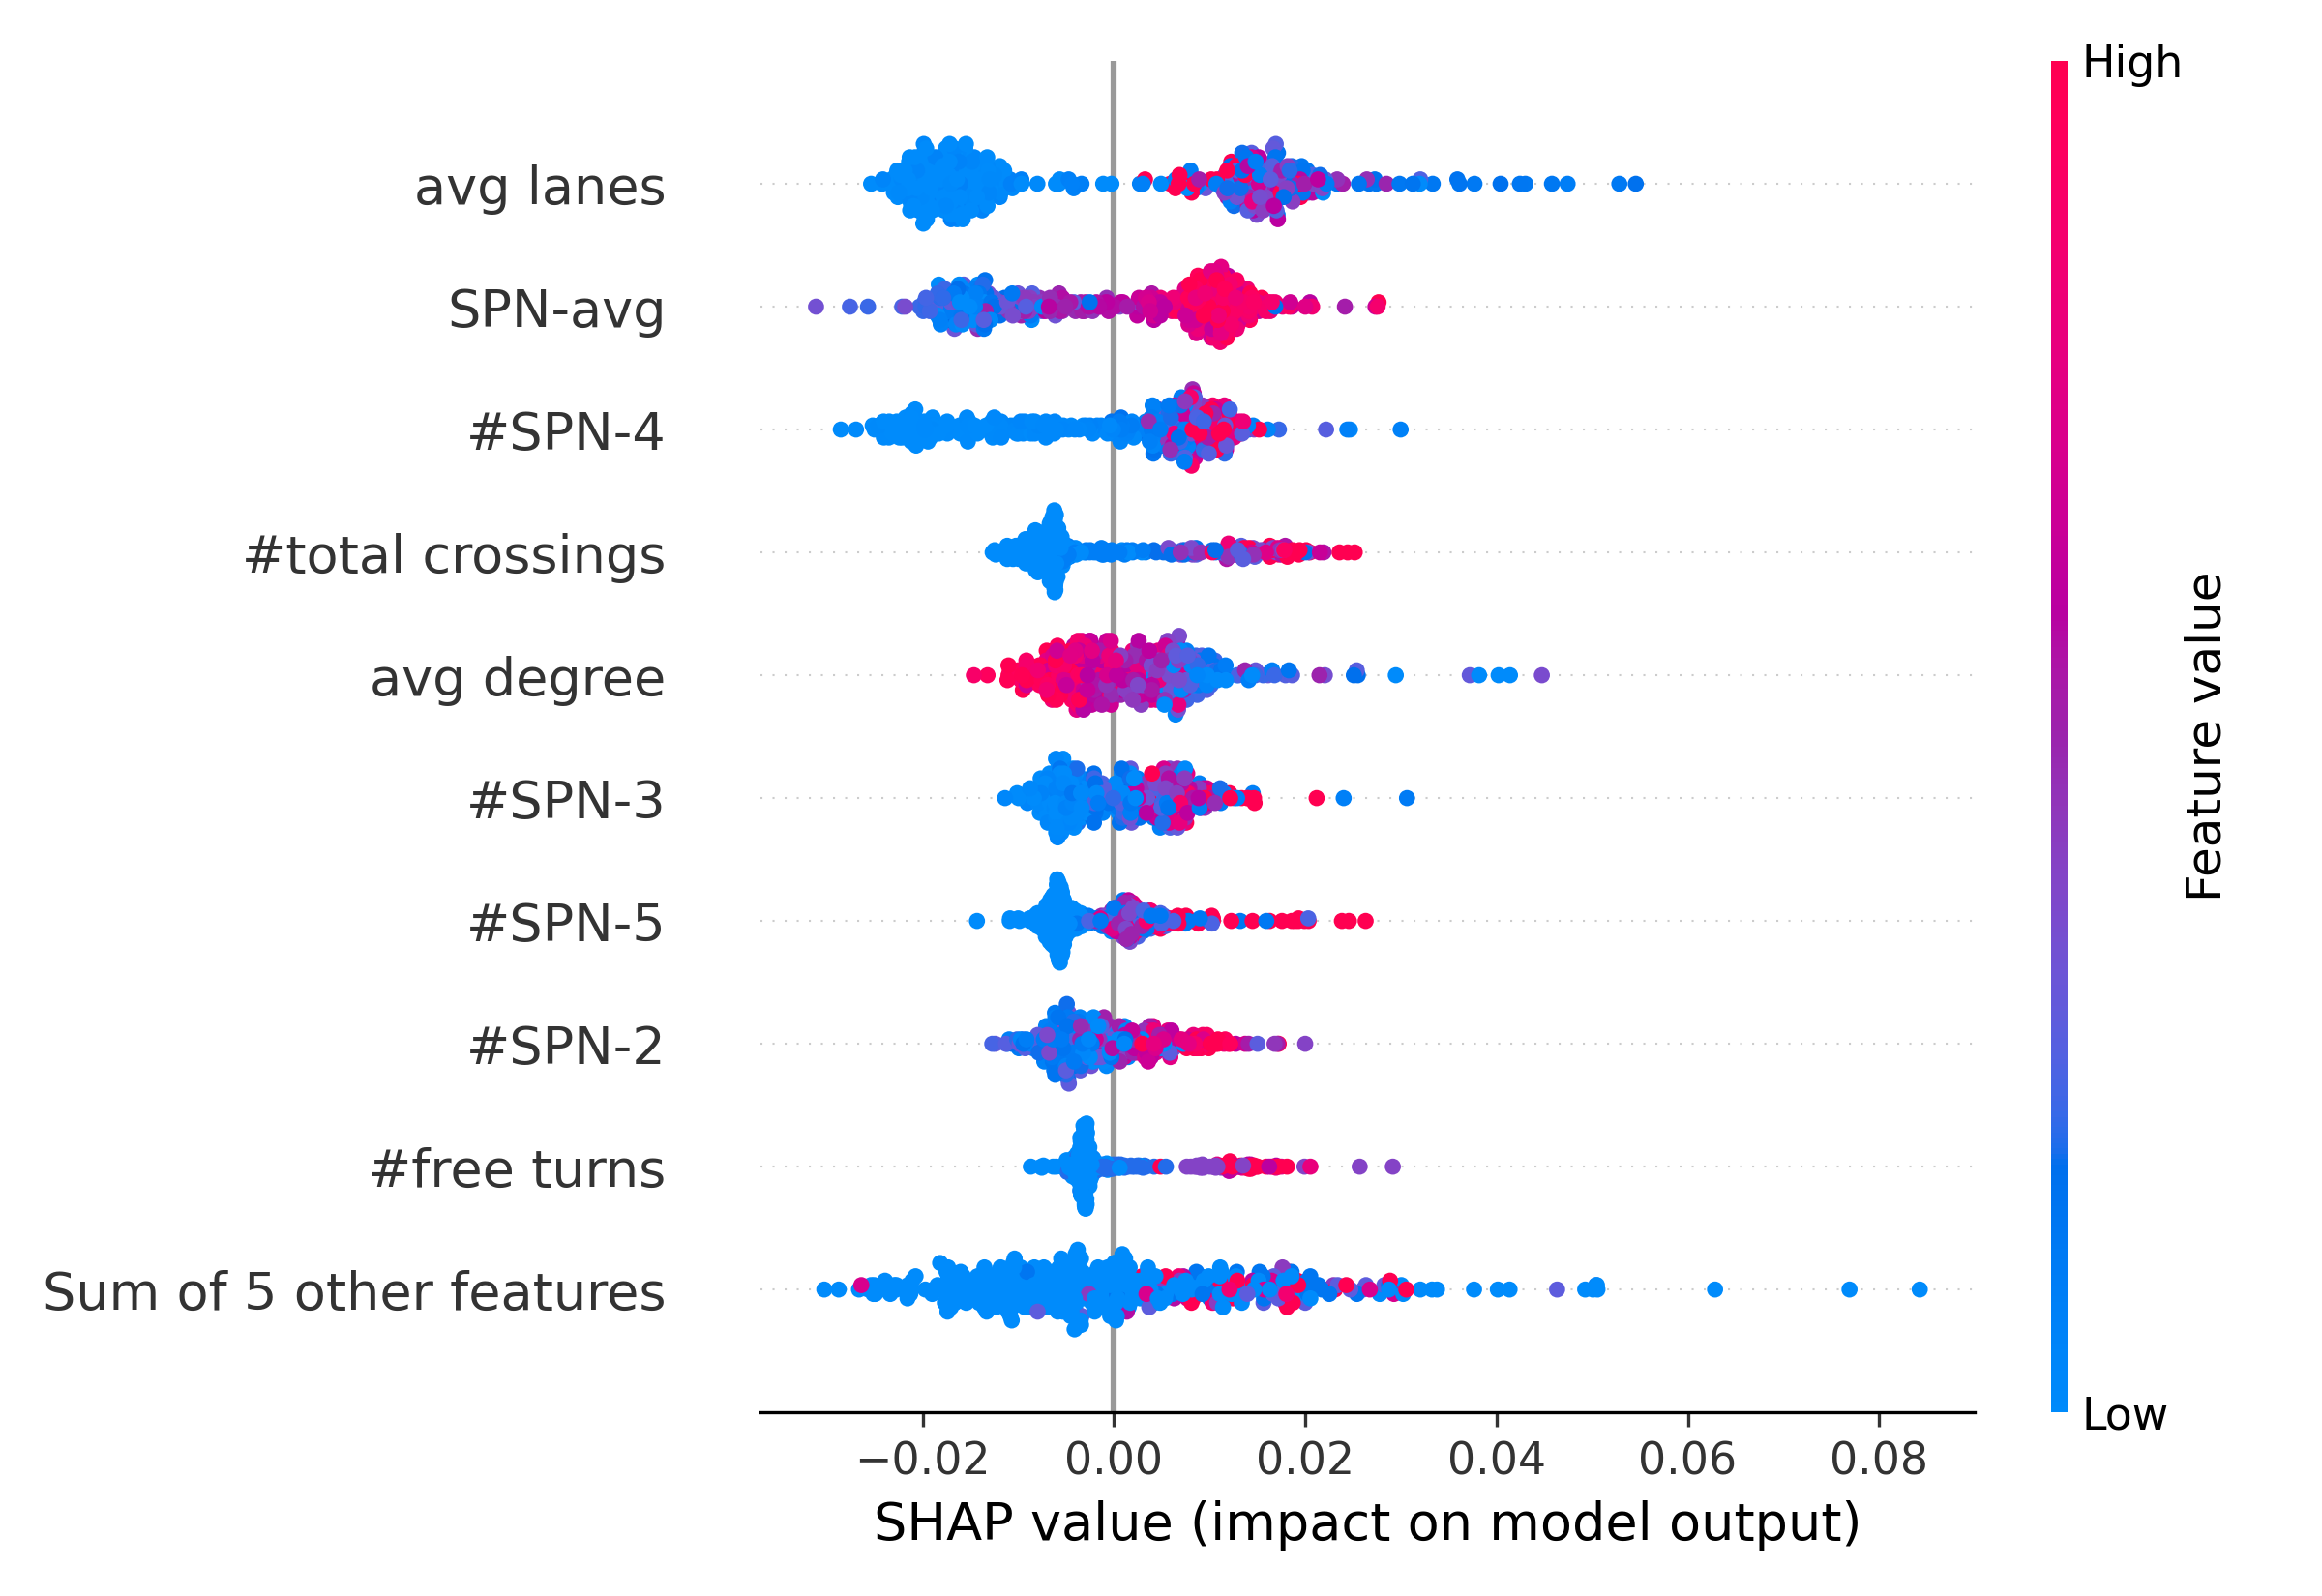 High
avg lanes
SPN-avg
#SPN-4
#total crossings
avg degree
#SPN-3
#SPN-5
#SPN-2
#free turns
Sum of 5 other features
Feature value
Low
−0.02 0.00 0.02 0.04 0.06 0.08
SHAP value (impact on model output)